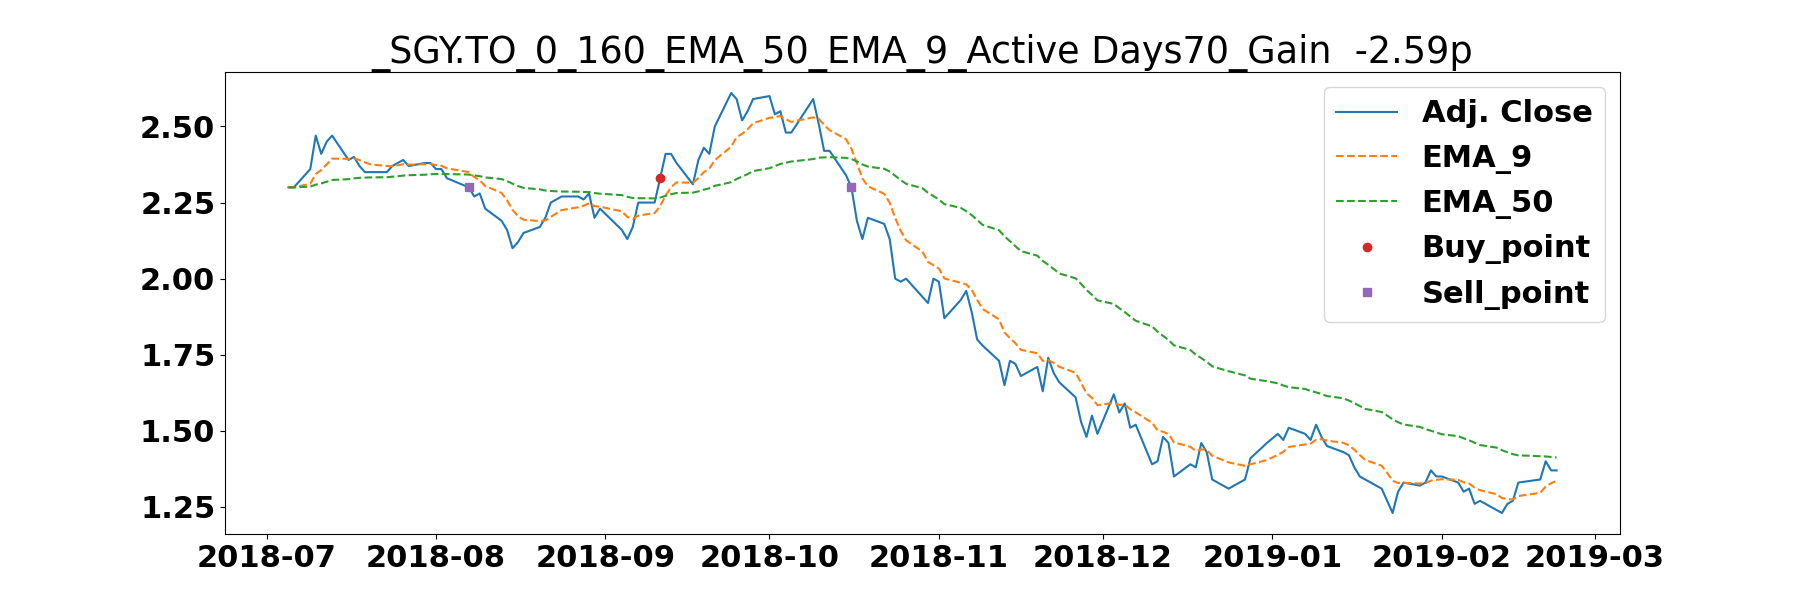 _SGY.TO_0_160_EMA_50_EMA_9_Active Days70_Gain  -2.59p
Adj. Close
EMA_9
EMA_50
Buy_point
Sell_point
2.50
2.25
2.00
1.75
1.50
1.25
2018-07 2018-08 2018-09 2018-10 2018-11 2018-12 2019-01 2019-02 2019-03